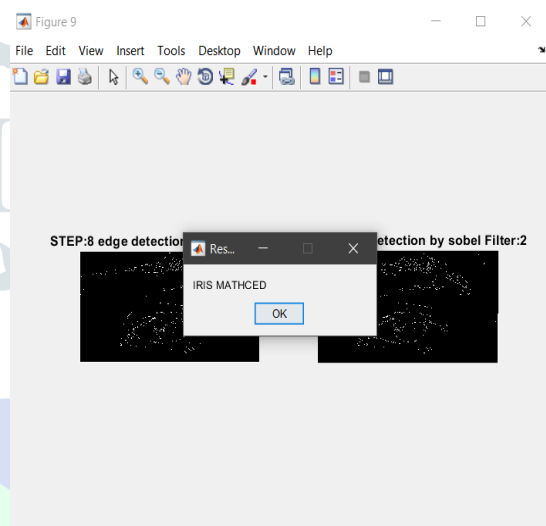 Figure 9
File Edit View Insert Tools Desktop Window Help
STEP:8 edge detection
etection by sobel Filter:2
Res...
IRIS MATHCED
OK